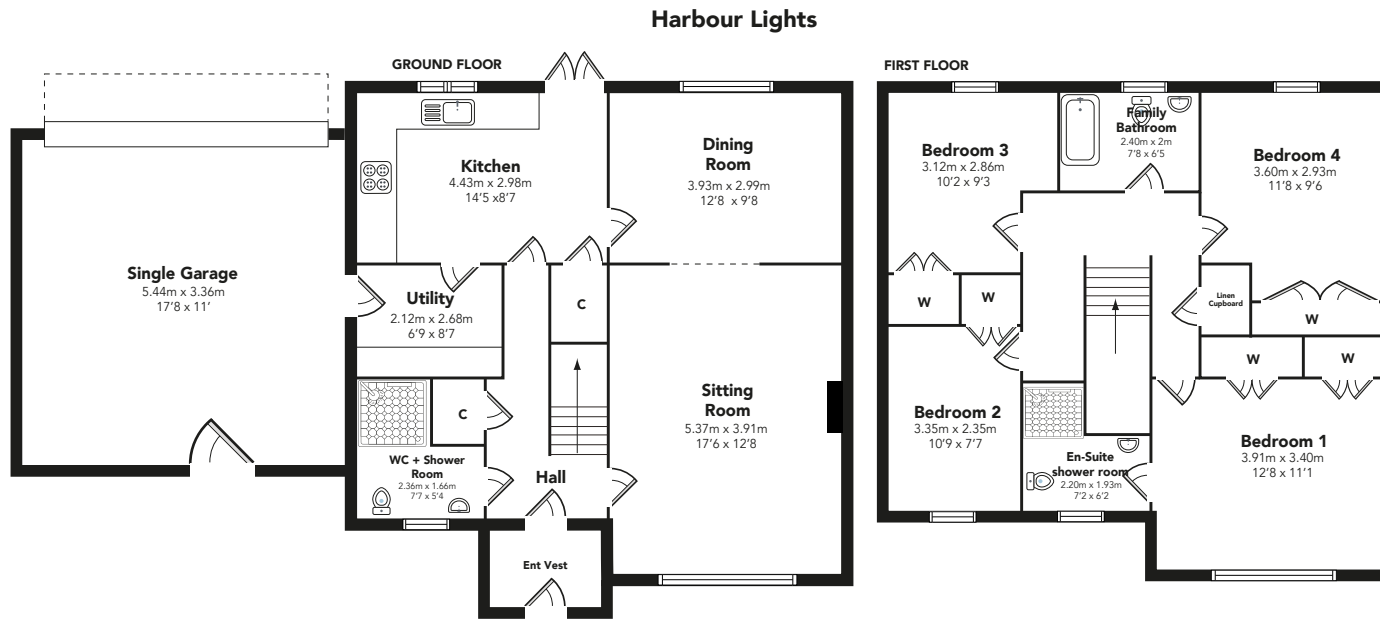 Harbour Lights
GROUND FLOOR
Single Garage
5.44m x 3.36m
17'8 x 11'
Kitchen
4.43m x 2.98m
14'5 x8'7
Dining
Room
3.93m x 2.99m
12'8 x 9'8
Utility
2.12m x 2.68m
6'9 x 8'7
C
C
Sitting
Room
5.37m x 3.91m
17'6 x 12'8
WC + Shower
Room
2.36m x 1.66m
7'7 x 5'4
Hall
Ent Vest
FIRST FLOOR
Bedroom 3
3.12m x 2.86m
10'2 x 9'3
Family
Bathroom
2.40m x 2m
7'8 x 6'5
Bedroom 4
3.60m x 2.93m
11'8 x 9'6
W
W
Linen
Cupboard
W
W
W
Bedroom 2
3.35m x 2.35m
10'9 x 7'7
En-Suite
shower room
2.20m x 1.93m
7'2 x 6'2
Bedroom 1
3.91m x 3.40m
12'8 x 11'1